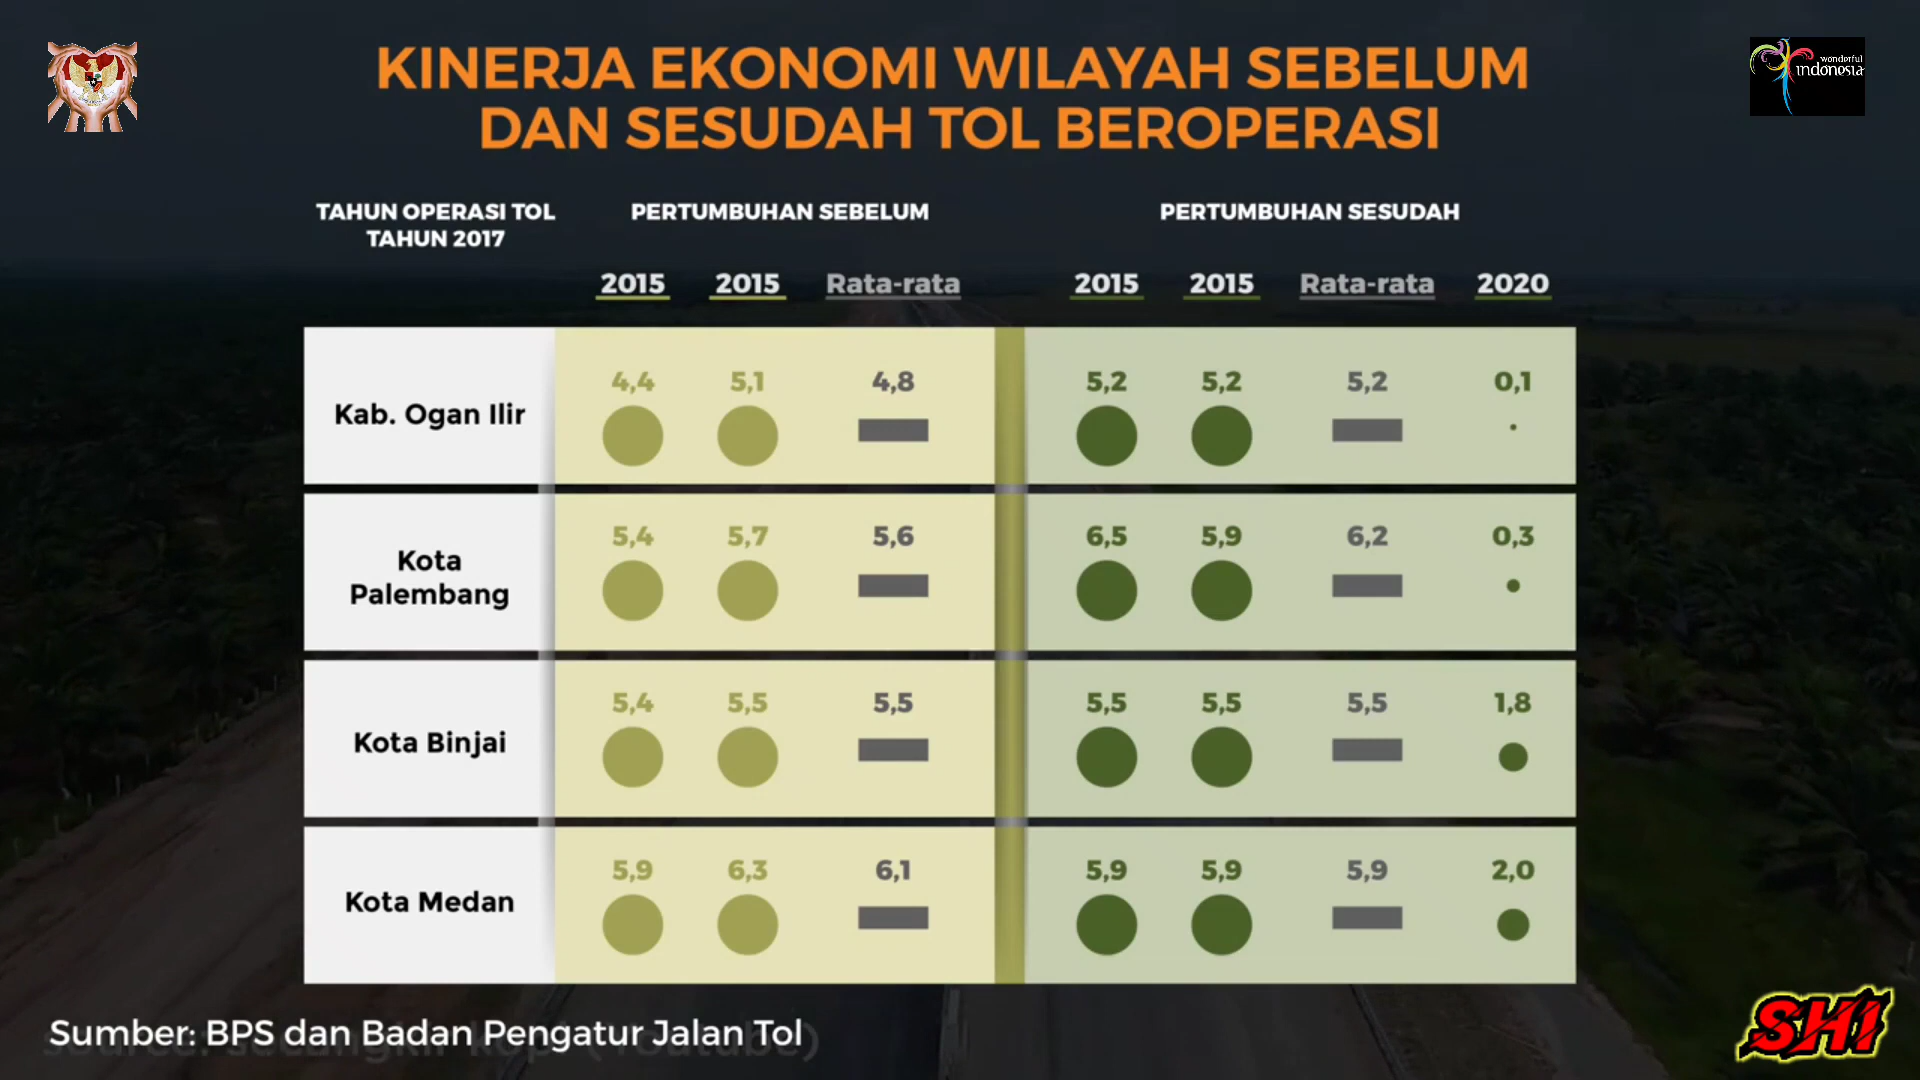 KINERJA EKONOMI WILAYAH SEBELUM
DAN SESUDAH TOL BEROPERASI
wonderful
indonesia
TAHUN OPERASI TOL
TAHUN 2017
PERTUMBUHAN SEBELUM
PERTUMBUHAN SESUDAH
2015 2015 Rata-rata 2015 2015 Rata-rata 2020
Kab. Ogan Ilir 4,4 5,1 4,8 5,2 5,2 5,2 0,1
Kota
Palembang
5,4 5,7 5,6 6,5 5,9 6,2 0,3
Kota Binjai 5,4 5,5 5,5 5,5 5,5 5,5 1,8
Kota Medan 5,9 6,3 6,1 5,9 5,9 5,9 2,0
Sumber: BPS dan Badan Pengatur Jalan Tol
SHI